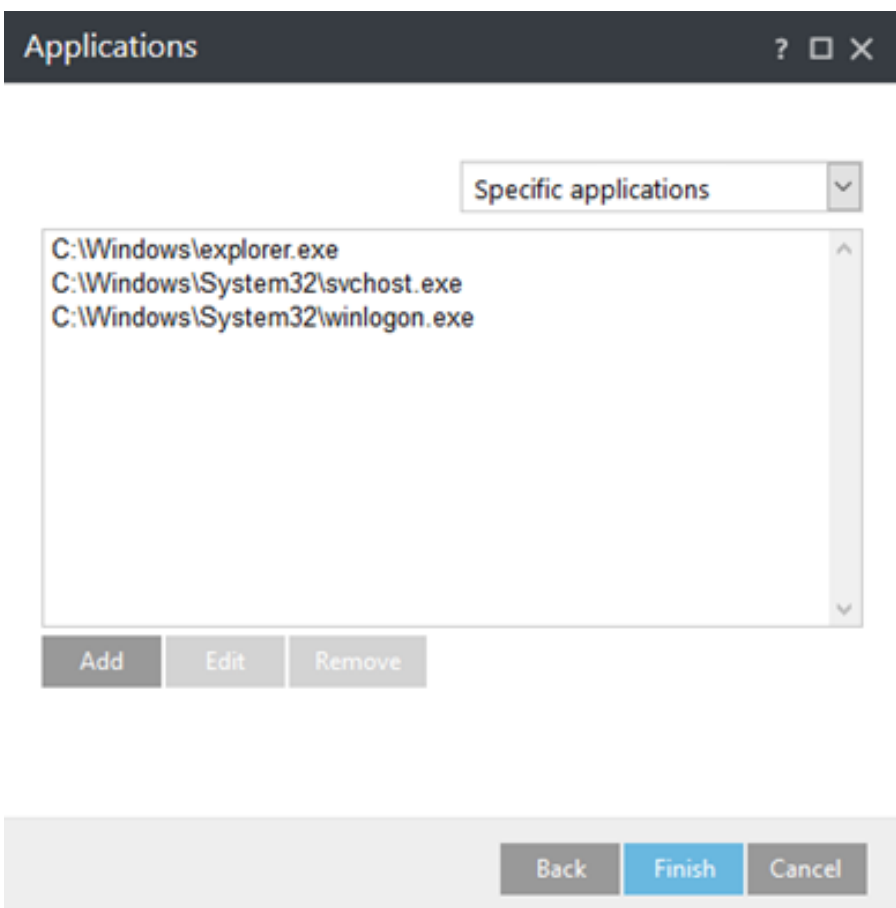 Applications ?
Specific applications
C:\Windows\explorer.exe
C:\Windows\System32\svchost.exe
C:\Windows\System32\winlogon.exe
Add Edit Remove
Back Finish Cancel